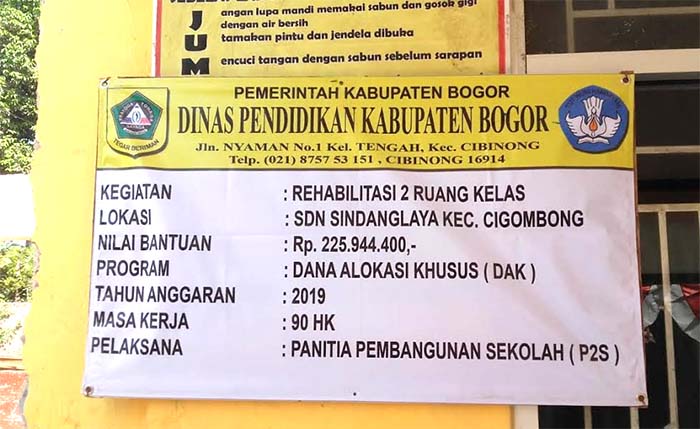 angan lupa mandi memakai sabun dan gosok gigi
dengan air bersih
JUM
tamakan pintu dan jendela dibuka
encuci tangan dengan sabun sebelum sarapan
PEMERINTAH KABUPATEN BOGOR
DINAS PENDIDIKAN KABUPATEN BOGOR
Jln. NYAMAN No.1 Kel. TENGAH, Kec. CIBINONG
Telp. (021) 8757 53 151 , CIBINONG 16914
TEGAR BERIMAN
KEGIATAN : REHABILITASI 2 RUANG KELAS
LOKASI : SDN SINDANGLAYA KEC. CIGOMBONG
NILAI BANTUAN : Rp. 225.944.400,-
PROGRAM : DANA ALOKASI KHUSUS ( DAK )
TAHUN ANGGARAN : 2019
MASA KERJA : 90 HK
PELAKSANA : PANITIA PEMBANGUNAN SEKOLAH ( P2S )